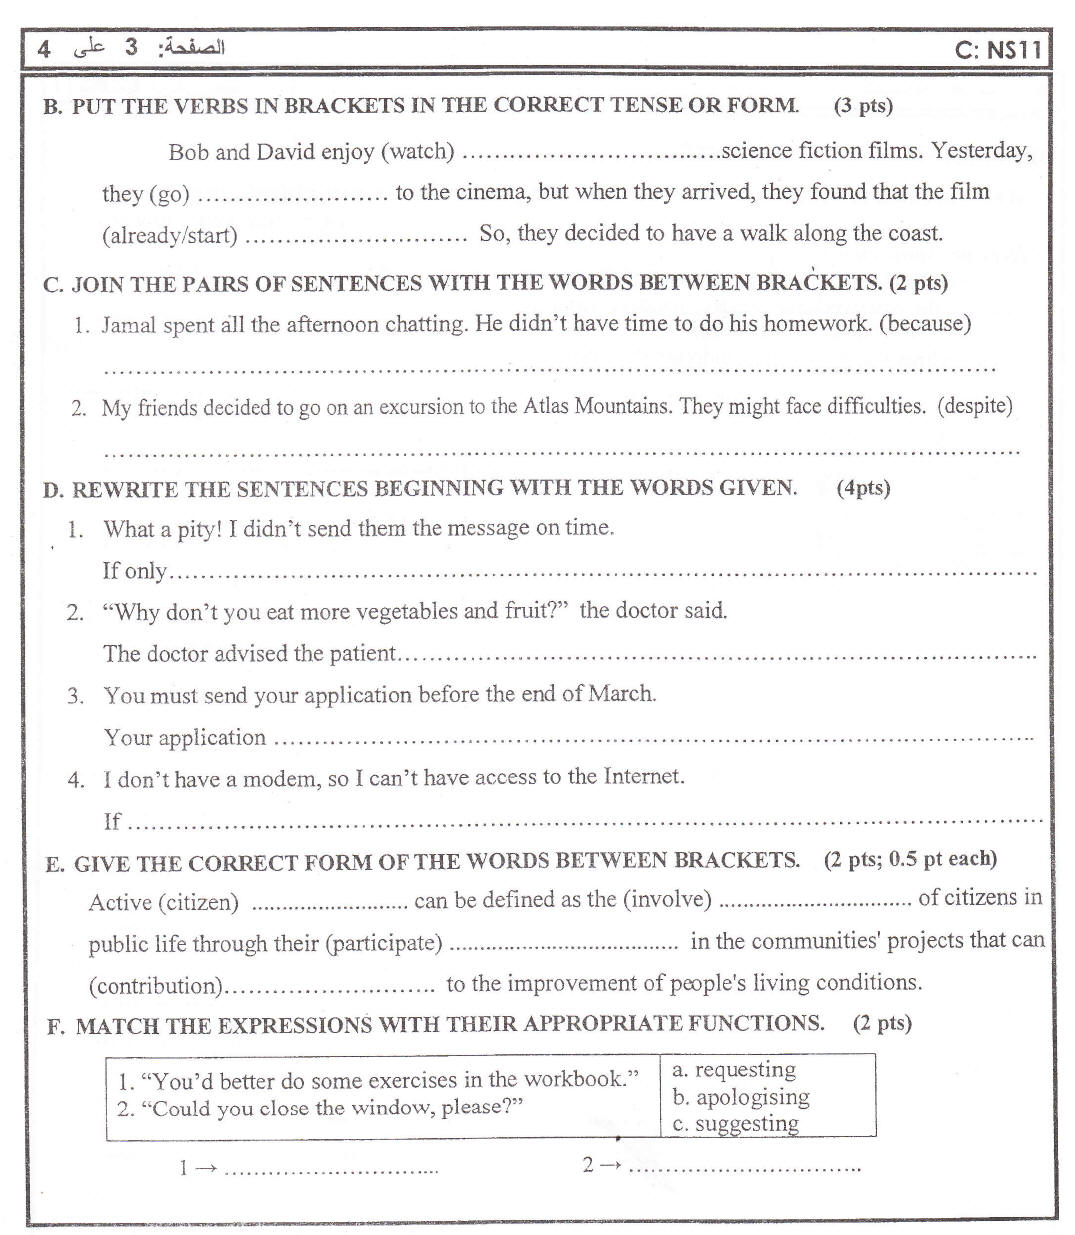 الصفحة: 3 على 4
C: NS11
B. PUT THE VERBS IN BRACKETS IN THE CORRECT TENSE OR FORM. (3 pts)
Bob and David enjoy (watch) ................................science fiction films. Yesterday,
they (go) ........................ to the cinema, but when they arrived, they found that the film
(already/start) ............................ So, they decided to have a walk along the coast.
C. JOIN THE PAIRS OF SENTENCES WITH THE WORDS BETWEEN BRACKETS. (2 pts)
1. Jamal spent all the afternoon chatting. He didn't have time to do his homework. (because)
................................................................................
2. My friends decided to go on an excursion to the Atlas Mountains. They might face difficulties. (despite)
................................................................................
D. REWRITE THE SENTENCES BEGINNING WITH THE WORDS GIVEN. (4pts)
1. What a pity! I didn't send them the message on time.
If only................................................................................
2. “Why don't you eat more vegetables and fruit?” the doctor said.
The doctor advised the patient................................................................
3. You must send your application before the end of March.
Your application ................................................................................
4. I don't have a modem, so I can't have access to the Internet.
If ................................................................................
E. GIVE THE CORRECT FORM OF THE WORDS BETWEEN BRACKETS. (2 pts; 0.5 pt each)
Active (citizen) .......................... can be defined as the (involve) ................................ of citizens in
public life through their (participate) ...................................... in the communities' projects that can
(contribution).......................... to the improvement of people's living conditions.
F. MATCH THE EXPRESSIONS WITH THEIR APPROPRIATE FUNCTIONS. (2 pts)
1. “You'd better do some exercises in the workbook.”
2. “Could you close the window, please?”
a. requesting
b. apologising
c. suggesting
1 → ........................... 2 → .............................